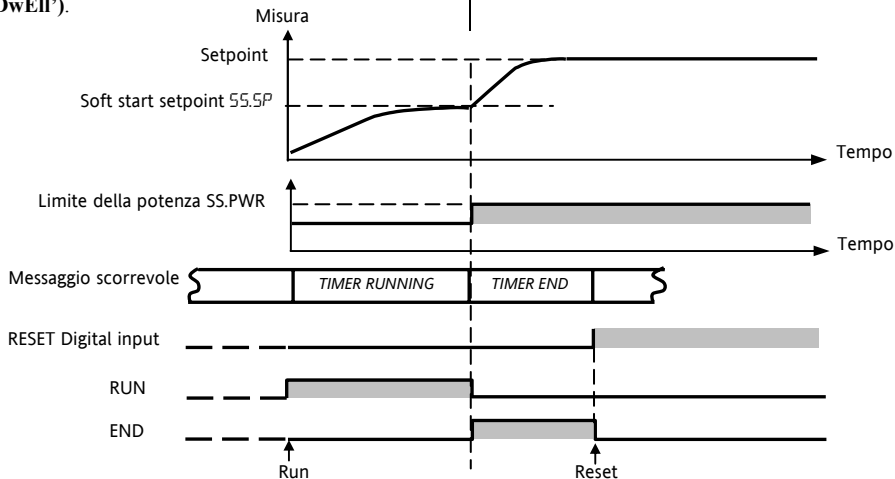 OwEll').
Misura
Setpoint
Soft start setpoint SS.SP
Tempo
Limite della potenza SS.PWR
Tempo
Messaggio scorrevole
TIMER RUNNING
TIMER END
RESET Digital input
RUN
END
Run
Reset